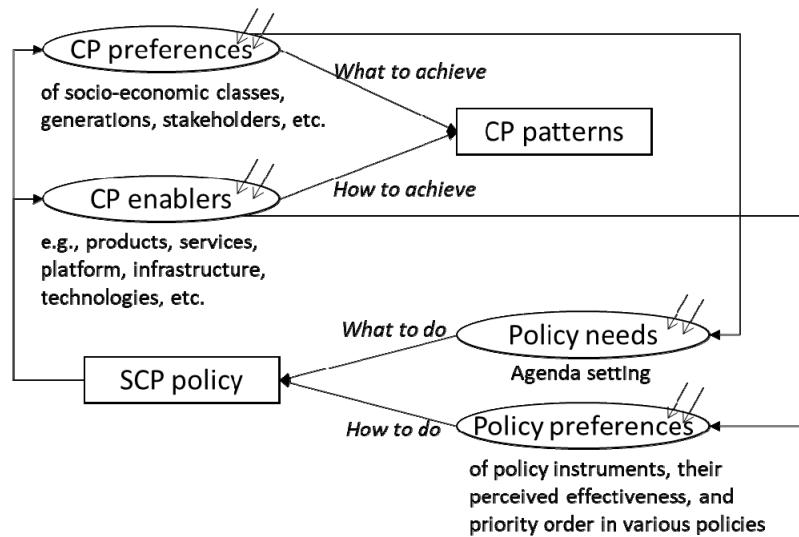 CP preferences
of socio-economic classes,
generations, stakeholders, etc.
What to achieve
CP patterns
CP enablers
How to achieve
e.g., products, services,
platform, infrastructure,
technologies, etc.
What to do
Policy needs
Agenda setting
SCP policy
How to do
Policy preferences
of policy instruments, their
perceived effectiveness, and
priority order in various policies